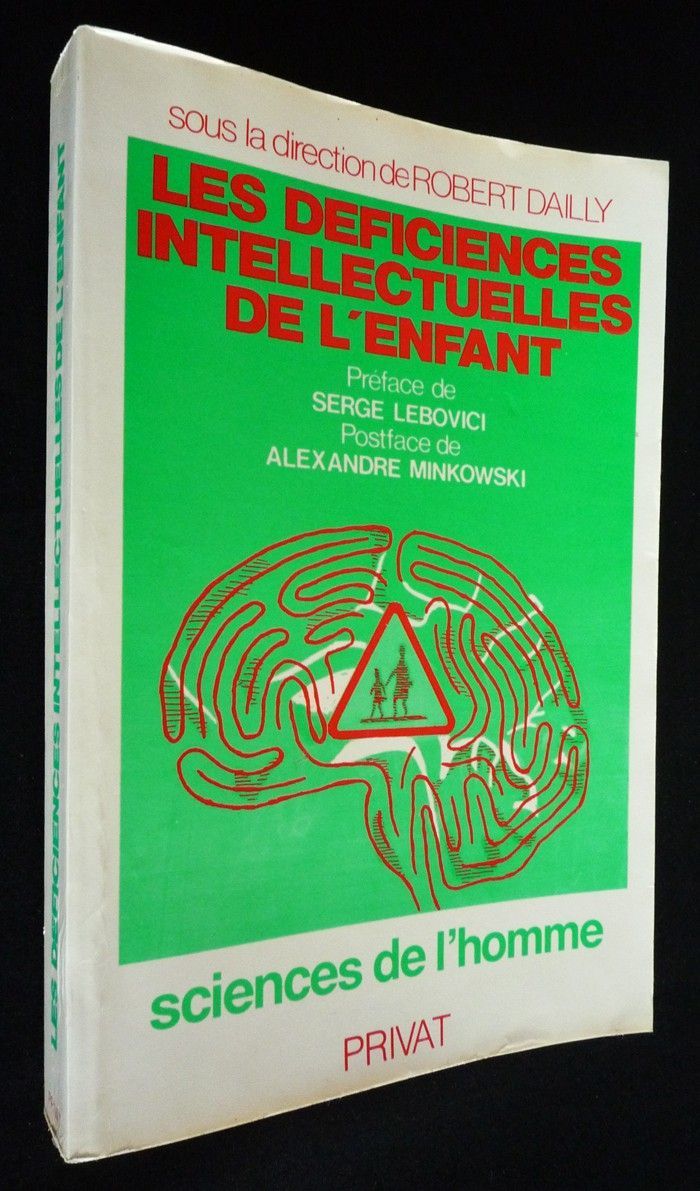 sous la direction de ROBERT DAILLY
LES DEFICIENCES
INTELLECTUELLES
DE L'ENFANT
Préface de
SERGE LEBOVICI
Postface de
ALEXANDRE MINKOWSKI
sciences de l'homme
PRIVAT
LES DEFICIENCES INTELLECTUELLES DE L'ENFANT